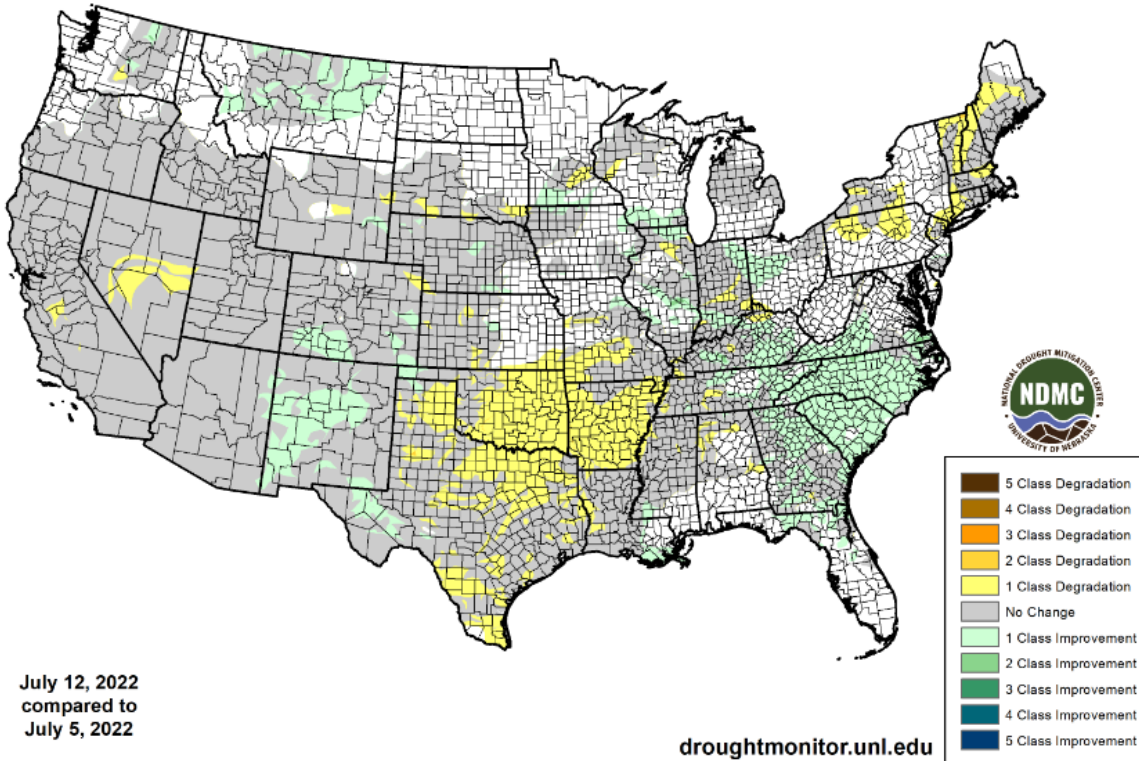 NATIONAL DROUGHT MITIGATION CENTER
NDMC
UNIVERSITY OF NEBRASKA
5 Class Degradation
4 Class Degradation
3 Class Degradation
2 Class Degradation
1 Class Degradation
No Change
1 Class Improvement
2 Class Improvement
3 Class Improvement
4 Class Improvement
5 Class Improvement
July 12, 2022
compared to
July 5, 2022
droughtmonitor.unl.edu